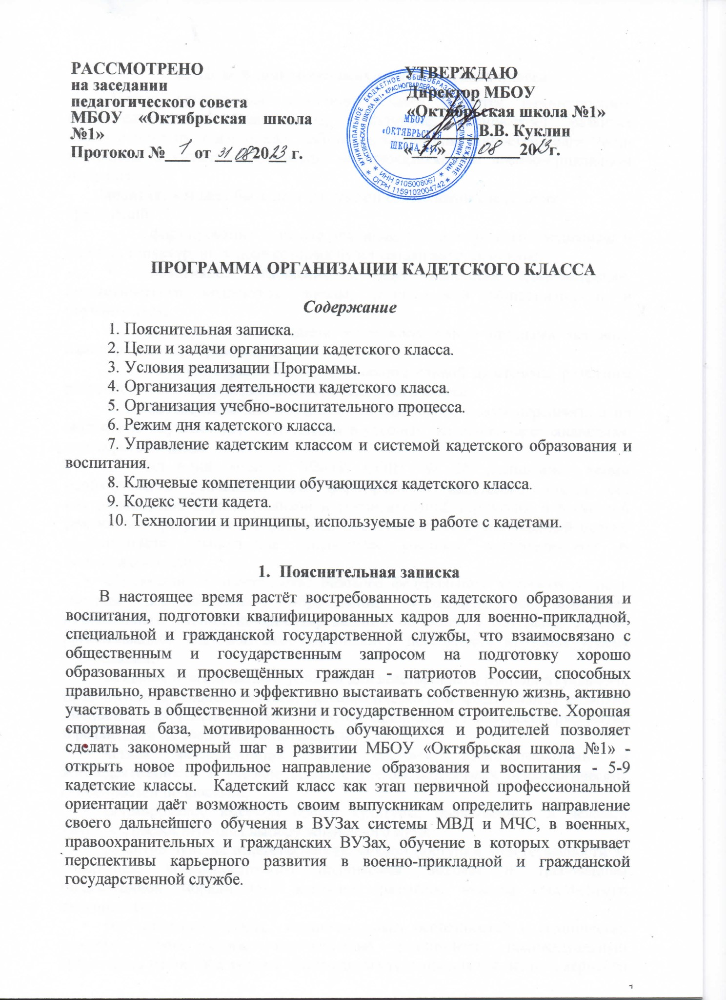 РАССМОТРЕНО
на заседании
педагогического совета
МБОУ «Октябрьская школа
№1»
Протокол № 1 от 31 08 2023 г.
УТВЕРЖДАЮ
Директор МБОУ
«Октябрьская школа №1»
В.В. Куклин
«31» 08 2023 г.
МУНИЦИПАЛЬНОЕ БЮДЖЕТНОЕ ОБЩЕОБРАЗОВАТЕЛЬНОЕ УЧРЕЖДЕНИЕ
«ОКТЯБРЬСКАЯ ШКОЛА №1» КРАСНОГВАРДЕЙСКОГО РАЙОНА РЕСПУБЛИКИ КРЫМ
МБОУ
«ОКТЯБРЬСКАЯ
ШКОЛА №1»
* ИНН 9105008067 *
* ОГРН 1159102004742 *
ПРОГРАММА ОРГАНИЗАЦИИ КАДЕТСКОГО КЛАССА
Содержание
1. Пояснительная записка.
2. Цели и задачи организации кадетского класса.
3. Условия реализации Программы.
4. Организация деятельности кадетского класса.
5. Организация учебно-воспитательного процесса.
6. Режим дня кадетского класса.
7. Управление кадетским классом и системой кадетского образования и
воспитания.
8. Ключевые компетенции обучающихся кадетского класса.
9. Кодекс чести кадета.
10. Технологии и принципы, используемые в работе с кадетами.
1. Пояснительная записка
В настоящее время растёт востребованность кадетского образования и
воспитания, подготовки квалифицированных кадров для военно-прикладной,
специальной и гражданской государственной службы, что взаимосвязано с
общественным и государственным запросом на подготовку хорошо
образованных и просвещённых граждан - патриотов России, способных
правильно, нравственно и эффективно выстаивать собственную жизнь, активно
участвовать в общественной жизни и государственном строительстве. Хорошая
спортивная база, мотивированность обучающихся и родителей позволяет
сделать закономерный шаг в развитии МБОУ «Октябрьская школа №1» -
открыть новое профильное направление образования и воспитания - 5-9
кадетские классы. Кадетский класс как этап первичной профессиональной
ориентации даёт возможность своим выпускникам определить направление
своего дальнейшего обучения в ВУЗах системы МВД и МЧС, в военных,
правоохранительных и гражданских ВУЗах, обучение в которых открывает
перспективы карьерного развития в военно-прикладной и гражданской
государственной службе.